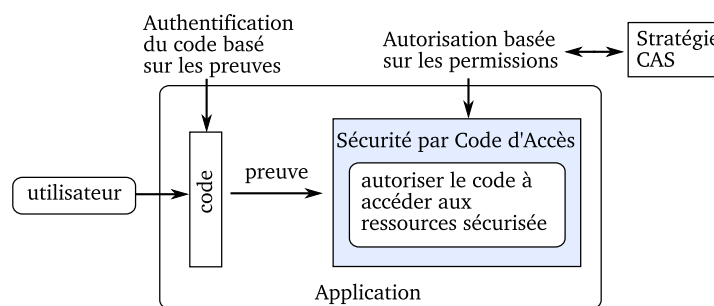 Authentification
du code basé
sur les preuves
Autorisation basée
sur les permissions
Stratégie
CAS
Sécurité par Code d'Accès
utilisateur
code
preuve
autoriser le code à
accéder aux
ressources sécurisée
Application